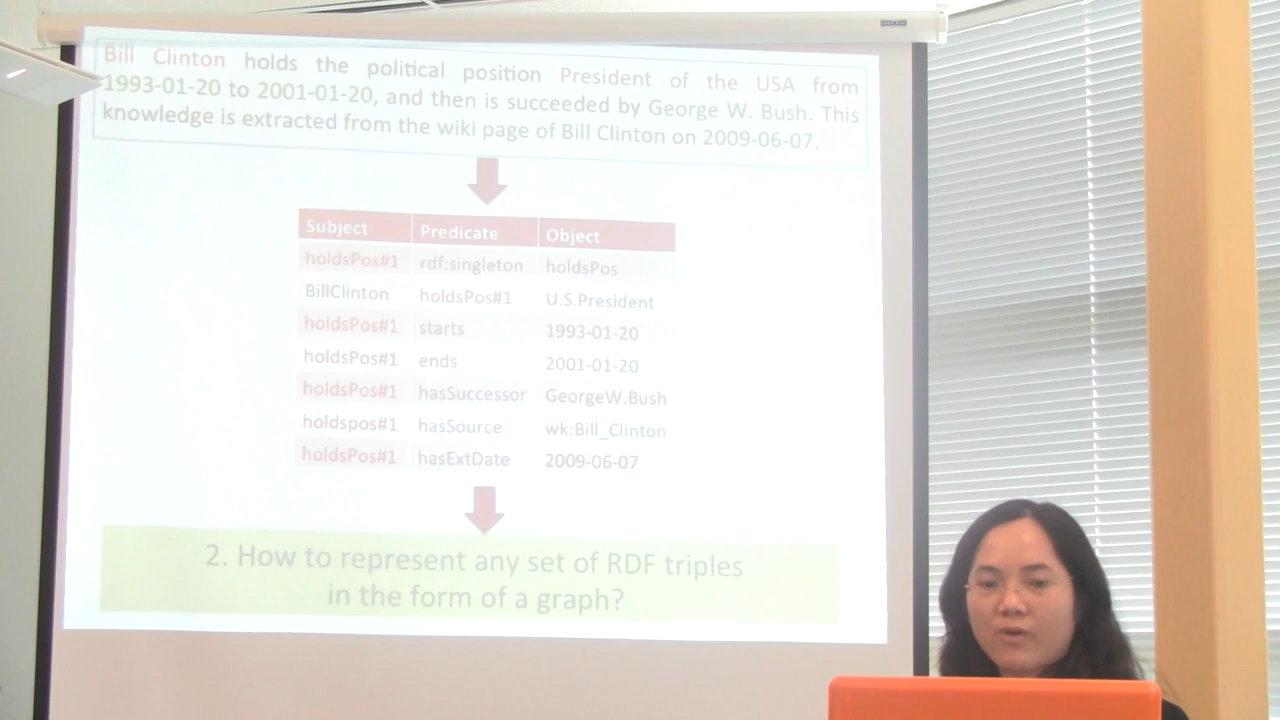 Bill Clinton holds the political position President of the USA from
1993-01-20 to 2001-01-20, and then is succeeded by George W. Bush. This
knowledge is extracted from the wiki page of Bill Clinton on 2009-06-07.
Subject Predicate Object
holdsPos#1 rdf:singleton holdsPos
BillClinton holdsPos#1 U.S.President
holdsPos#1 starts 1993-01-20
holdsPos#1 ends 2001-01-20
holdsPos#1 hasSuccessor GeorgeW.Bush
holdspos#1 hasSource wk:Bill_Clinton
holdsPos#1 hasExtDate 2009-06-07
2. How to represent any set of RDF triples
in the form of a graph?